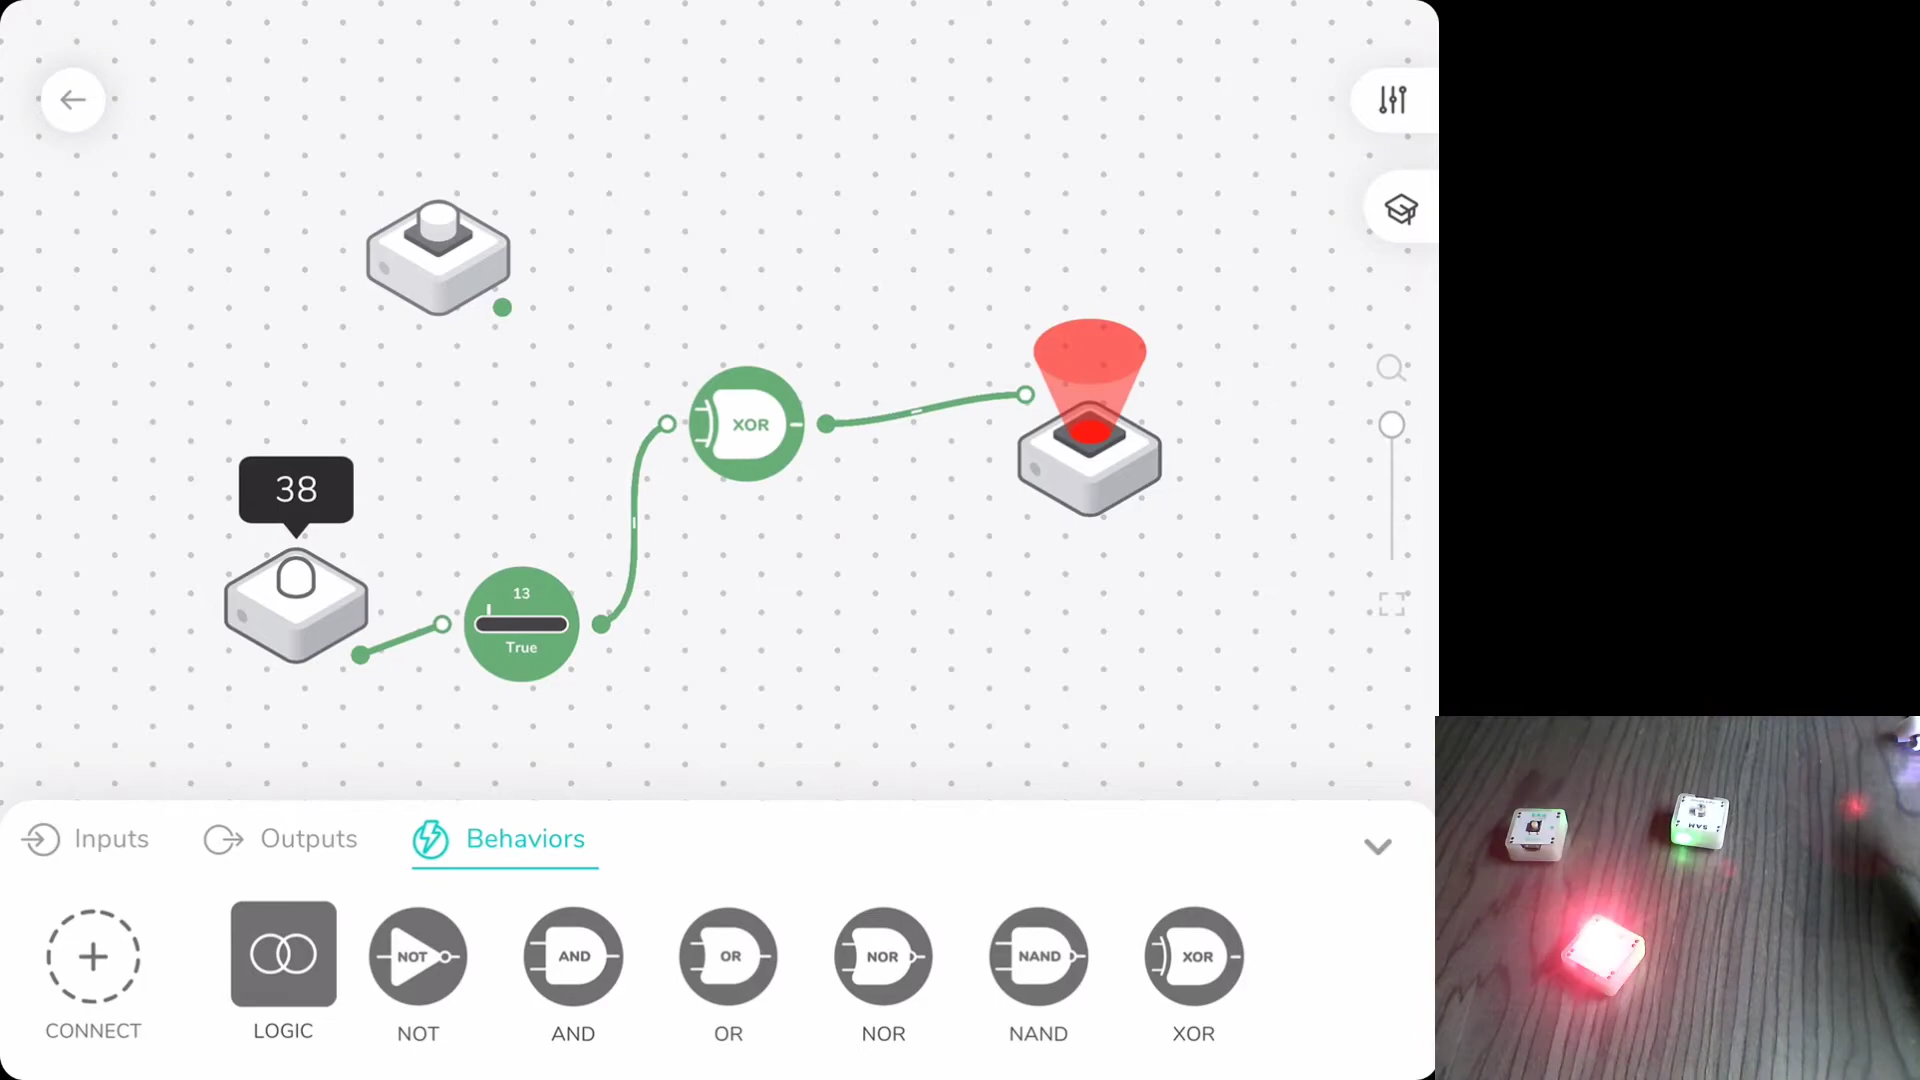 XOR
38
13
True
Inputs
Outputs
Behaviors
NOT
AND
OR
NOR
NAND
XOR
CONNECT
LOGIC
NOT
AND
OR
NOR
NAND
XOR
SAM